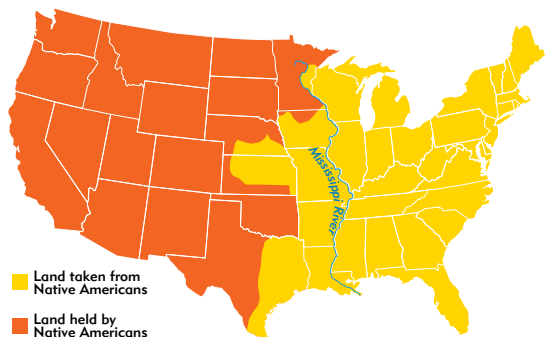 Mississippi River
Land taken from
Native Americans
Land held by
Native Americans